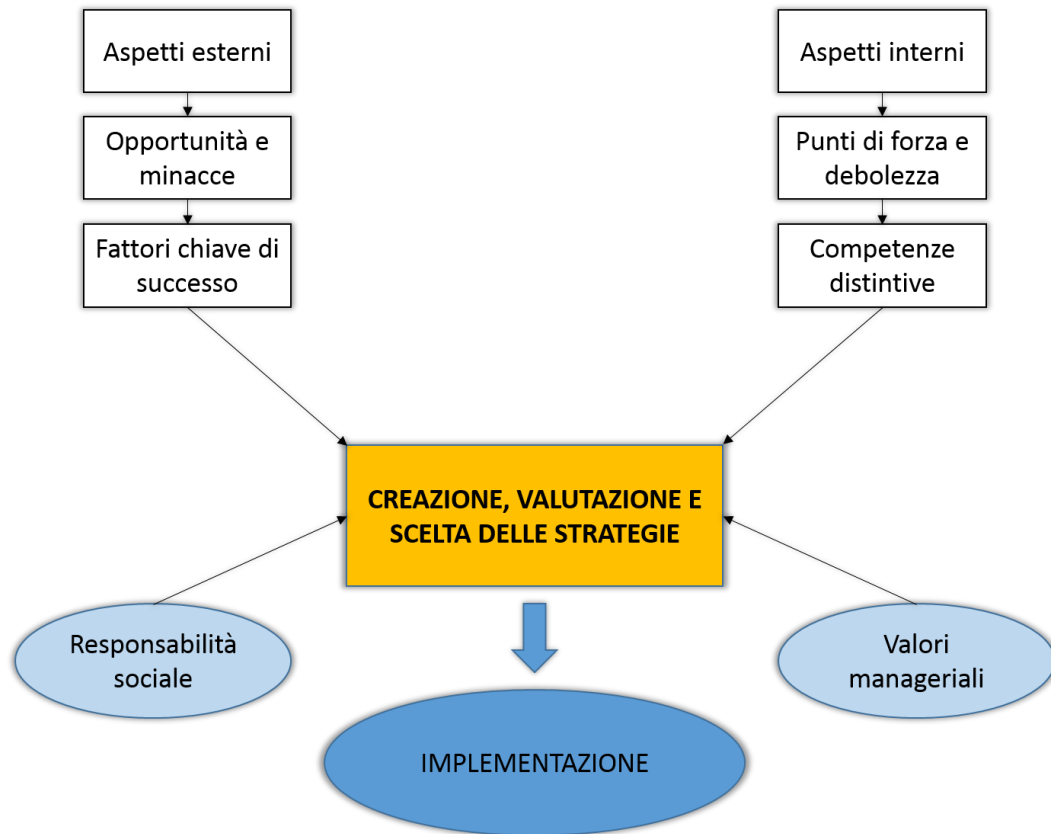 Aspetti esterni
Aspetti interni
Opportunità e
minacce
Punti di forza e
debolezza
Fattori chiave di
successo
Competenze
distintive
CREAZIONE, VALUTAZIONE E
SCELTA DELLE STRATEGIE
Responsabilità
sociale
Valori
manageriali
IMPLEMENTAZIONE